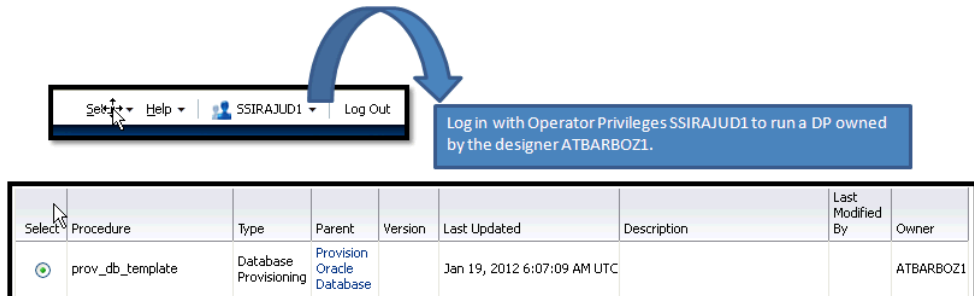 Setup Help SSIRAJUD1 Log Out
Log in with Operator Privileges SSIRAJUD1 to run a DP owned
by the designer ATBARBOZ1.
Select Procedure Type Parent Version Last Updated Description Last Modified By Owner
prov_db_template Database Provisioning Provision Oracle Database Jan 19, 2012 6:07:09 AM UTC ATBARBOZ1